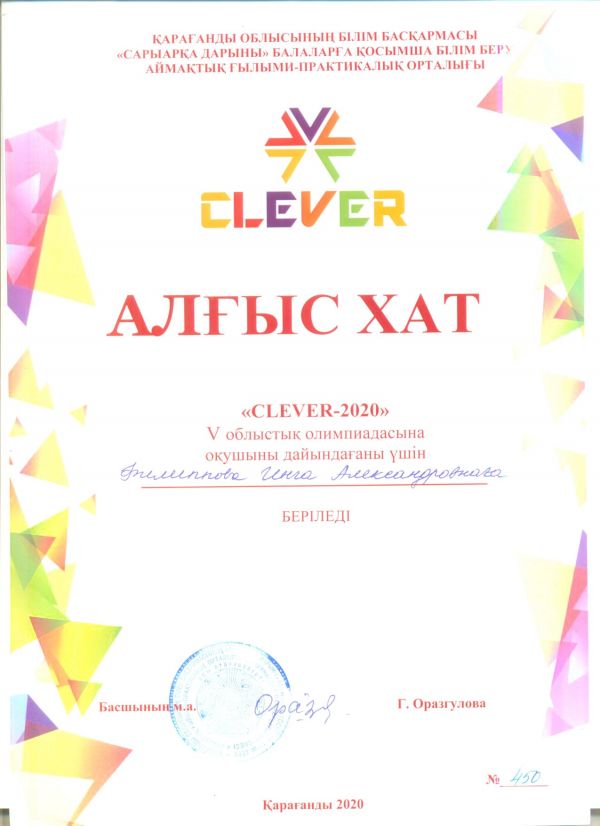 ҚАРАҒАНДЫ ОБЛЫСЫНЫҢ БІЛІМ БАСҚАРМАСЫ
«САРЫАРҚА ДАРЫНЫ» БАЛАЛАРҒА ҚОСЫМША БІЛІМ БЕРУ
АЙМАҚТЫҚ ҒЫЛЫМИ-ПРАКТИКАЛЫҚ ОРТАЛЫҒЫ
CLEVER
АЛҒЫС ХАТ
«CLEVER-2020»
V облыстық олимпиадасына
оқушыны дайындағаны үшін
Филиппова Инга Александровнаға
БЕРІЛЕДІ
Басшының м.а.
Г. Оразгулова
№ 450
Қарағанды 2020